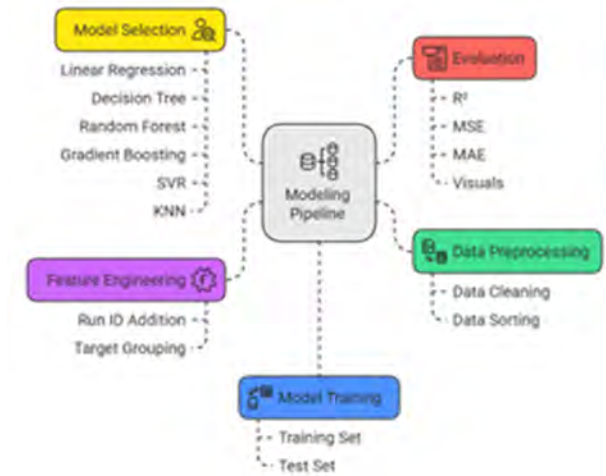 Model Selection
Linear Regression
Decision Tree
Random Forest
Gradient Boosting
SVR
KNN
Evaluation
R²
MSE
MAE
Visuals
Modeling
Pipeline
Feature Engineering
Run ID Addition
Target Grouping
Data Preprocessing
Data Cleaning
Data Sorting
Model Training
Training Set
Test Set